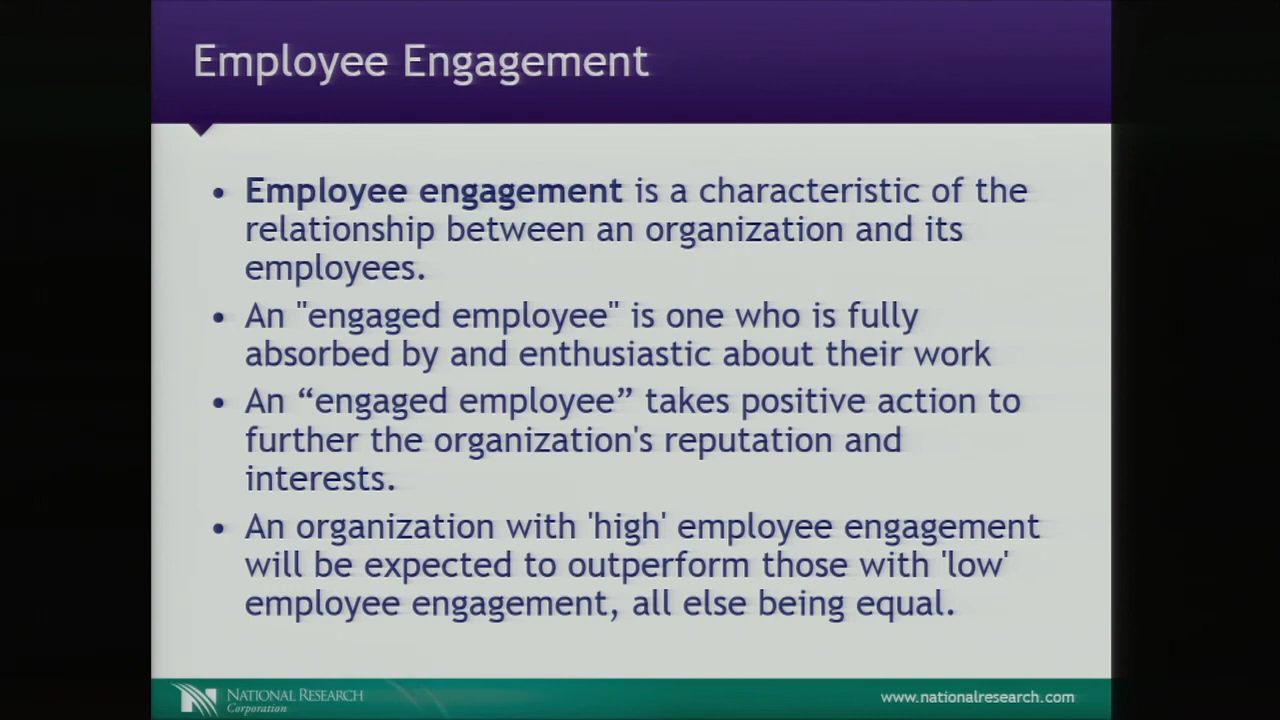 Employee Engagement
• Employee engagement is a characteristic of the
relationship between an organization and its
employees.
• An "engaged employee" is one who is fully
absorbed by and enthusiastic about their work
• An “engaged employee” takes positive action to
further the organization's reputation and
interests.
• An organization with 'high' employee engagement
will be expected to outperform those with 'low'
employee engagement, all else being equal.
NATIONAL RESEARCH
Corporation
www.nationalresearch.com